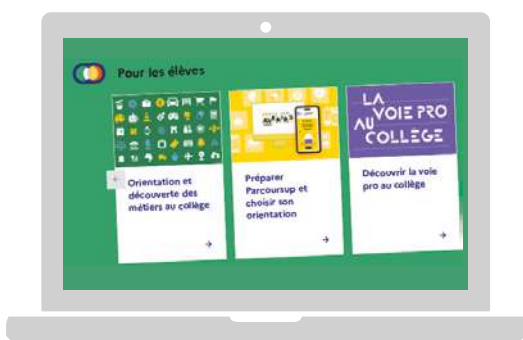 Pour les élèves
Orientation et
découverte des
métiers au collège
Préparer
Parcoursup et
choisir son
orientation
LA
VOIE PRO
AU
COLLÈGE
Découvrir la voie
pro au collège